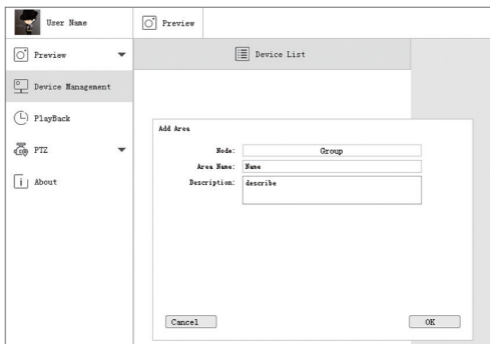 User Name
Preview
Preview
Device Management
PlayBack
PTZ
About
Device List
Add Area
Node: Group
Area Name: Name
Description: describe
Cancel
OK